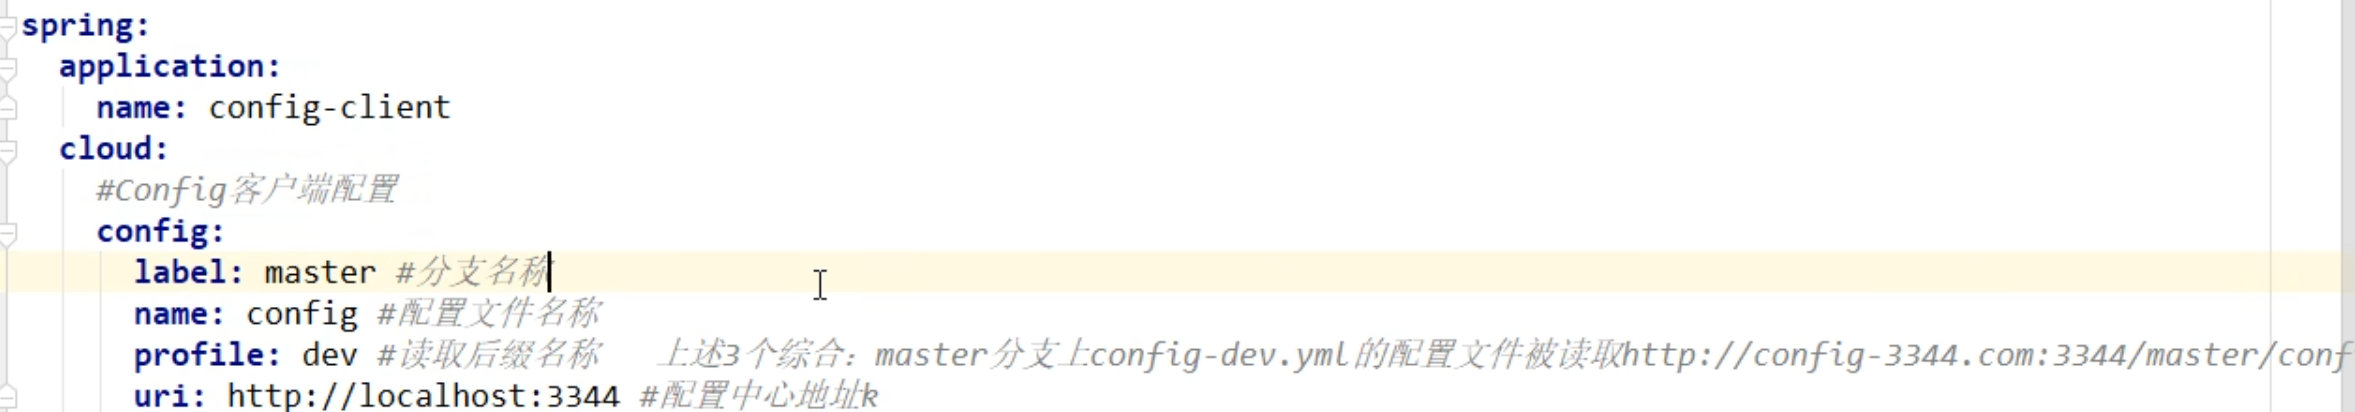 spring:
application:
name: config-client
cloud:
#Config客户端配置
config:
label: master #分支名称
name: config #配置文件名称
profile: dev #读取后缀名称 上述3个综合：master分支上config-dev.yml的配置文件被读取http://config-3344.com:3344/master/conf
uri: http://localhost:3344 #配置中心地址k